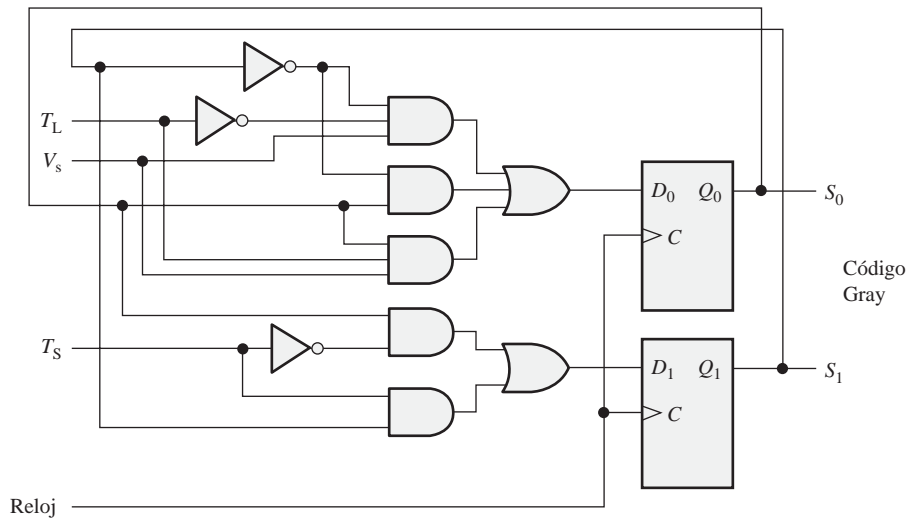 T_L
V_s
D_0 Q_0
S_0
C
Código
Gray
T_S
D_1 Q_1
S_1
C
Reloj